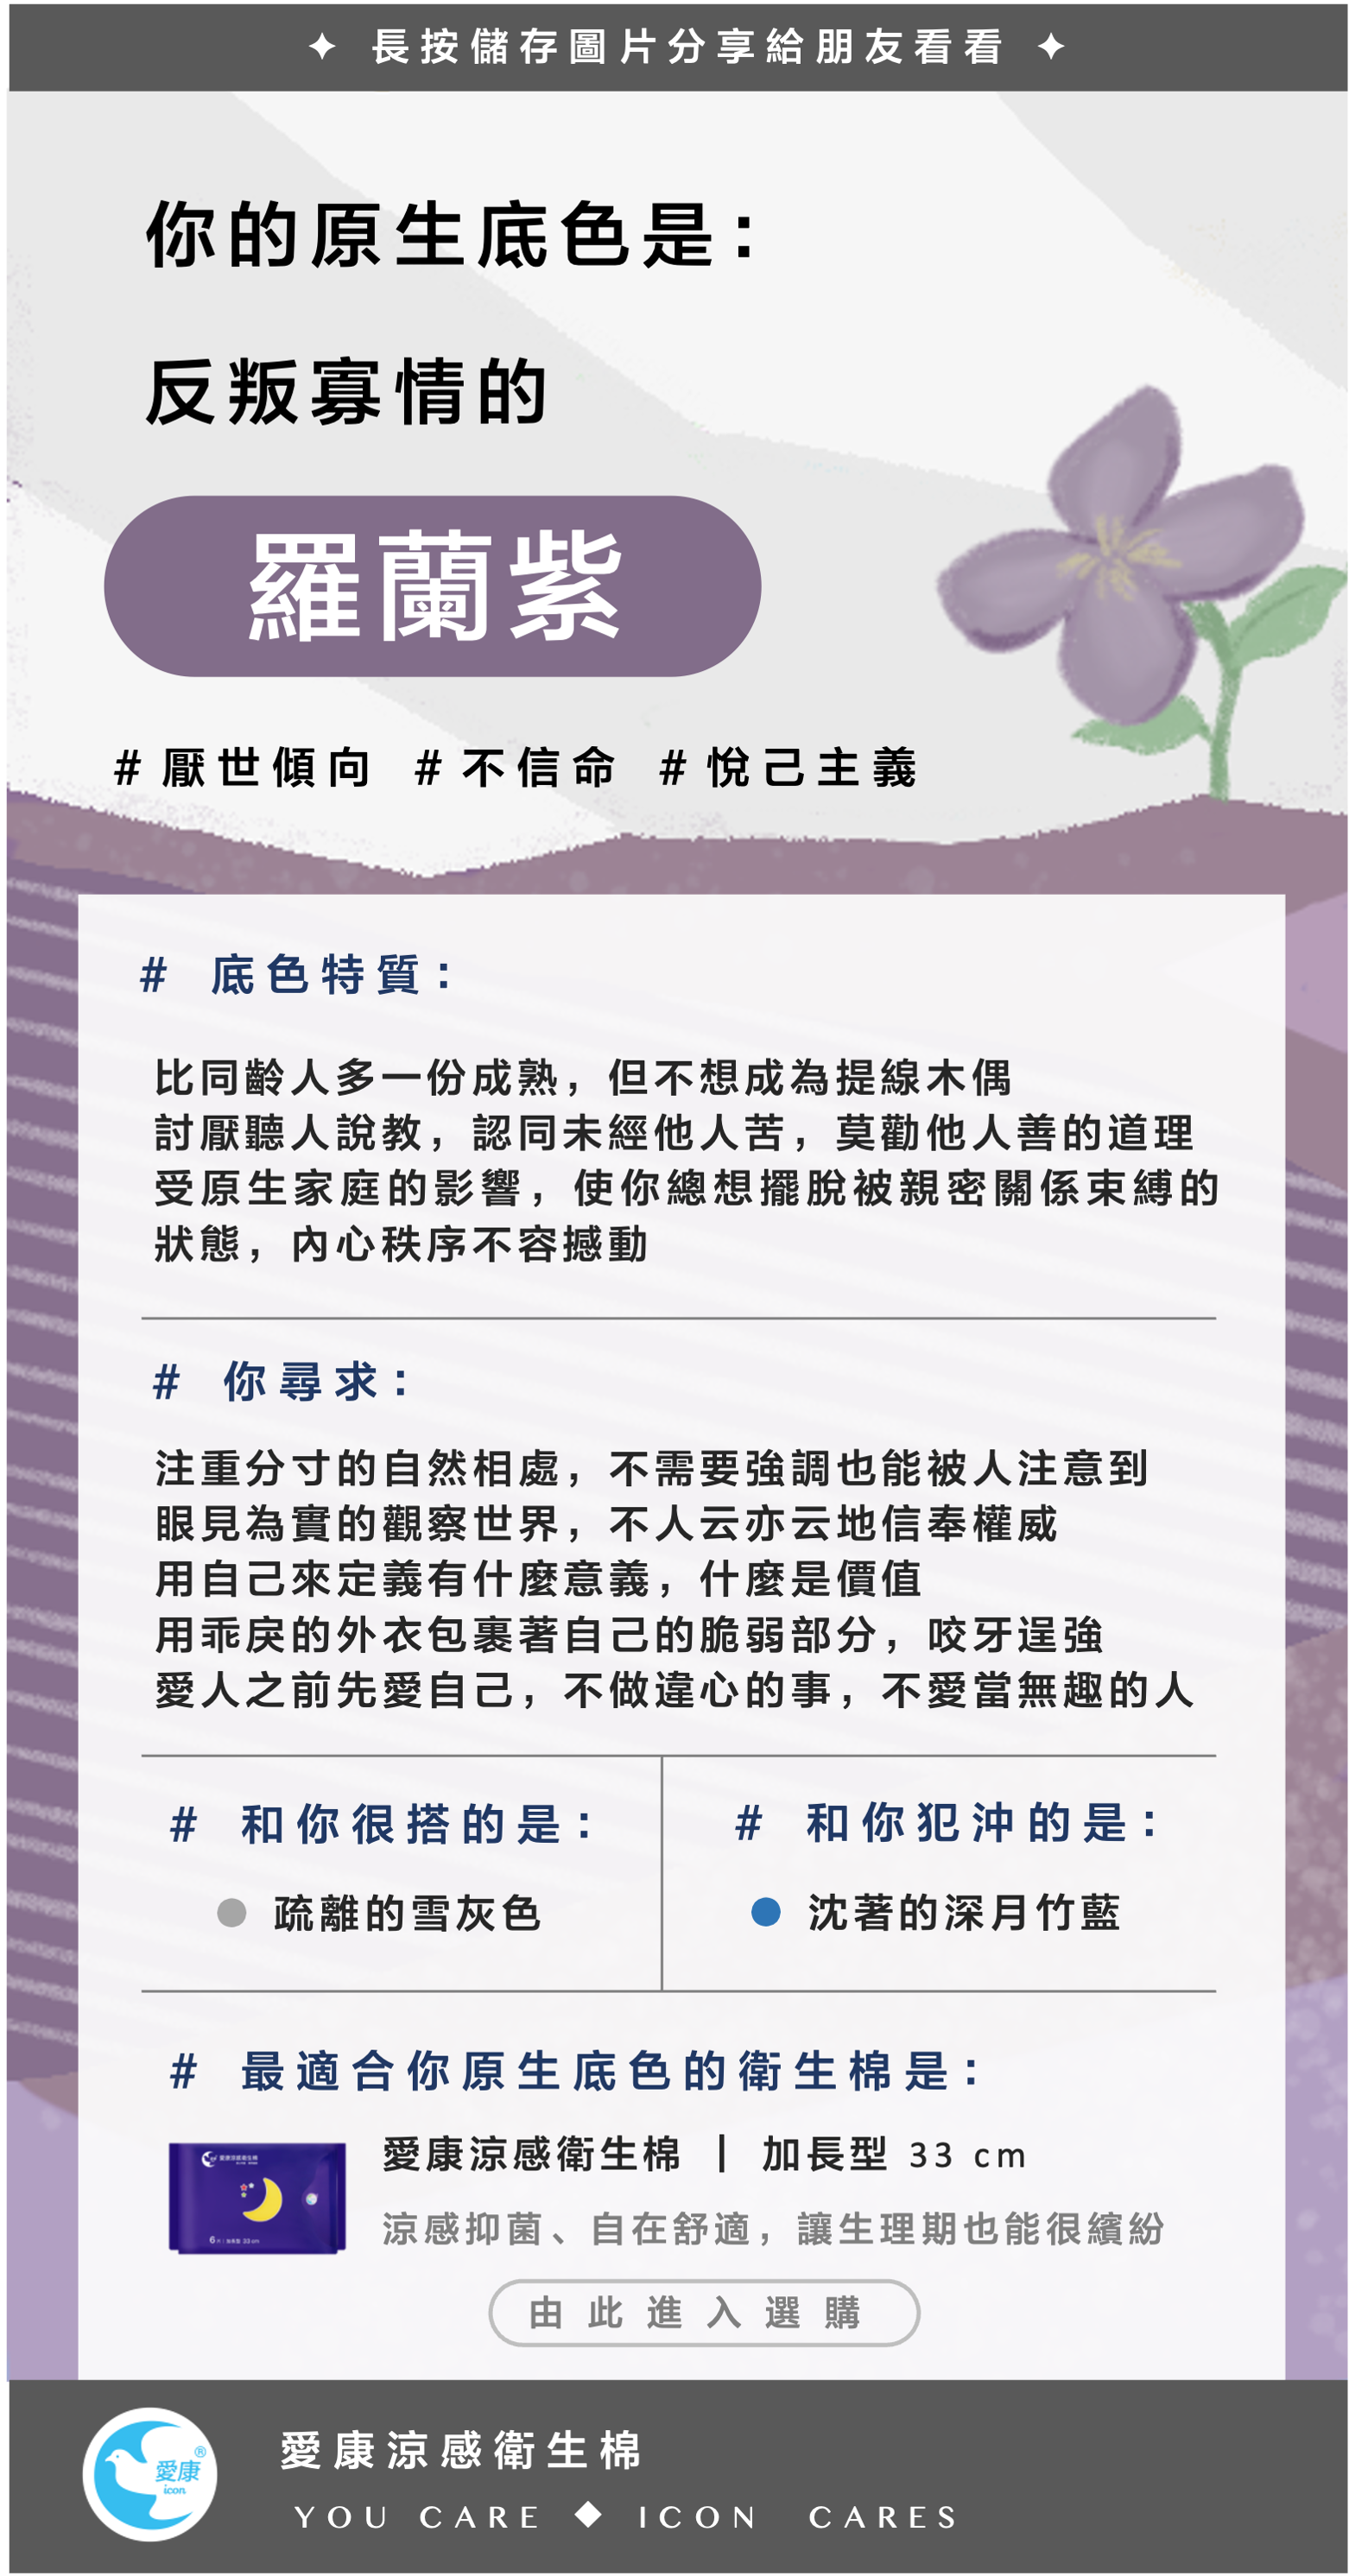 ✦ 長按儲存圖片分享給朋友看看 ✦
你的原生底色是：
反叛寡情的
羅蘭紫
# 厭世傾向 # 不信命 # 悅己主義
# 底色特質：
比同齡人多一份成熟，但不想成為提線木偶
討厭聽人說教，認同未經他人苦，莫勸他人善的道理
受原生家庭的影響，使你總想擺脫被親密關係束縛的
狀態，內心秩序不容撼動
# 你尋求：
注重分寸的自然相處，不需要強調也能被人注意到
眼見為實的觀察世界，不人云亦云地信奉權威
用自己來定義有什麼意義，什麼是價值
用乖戾的外衣包裹著自己的脆弱部分，咬牙逞強
愛人之前先愛自己，不做違心的事，不愛當無趣的人
# 和你很搭的是：
疏離的雪灰色
# 和你犯沖的是：
沈著的深月竹藍
# 最適合你原生底色的衛生棉是：
愛康涼感衛生棉
6片 | 加長型 33cm
愛康涼感衛生棉 | 加長型 33 cm
涼感抑菌、自在舒適，讓生理期也能很繽紛
由此進入選購
愛康®
icon
愛康涼感衛生棉
YOU CARE ◆ ICON CARES